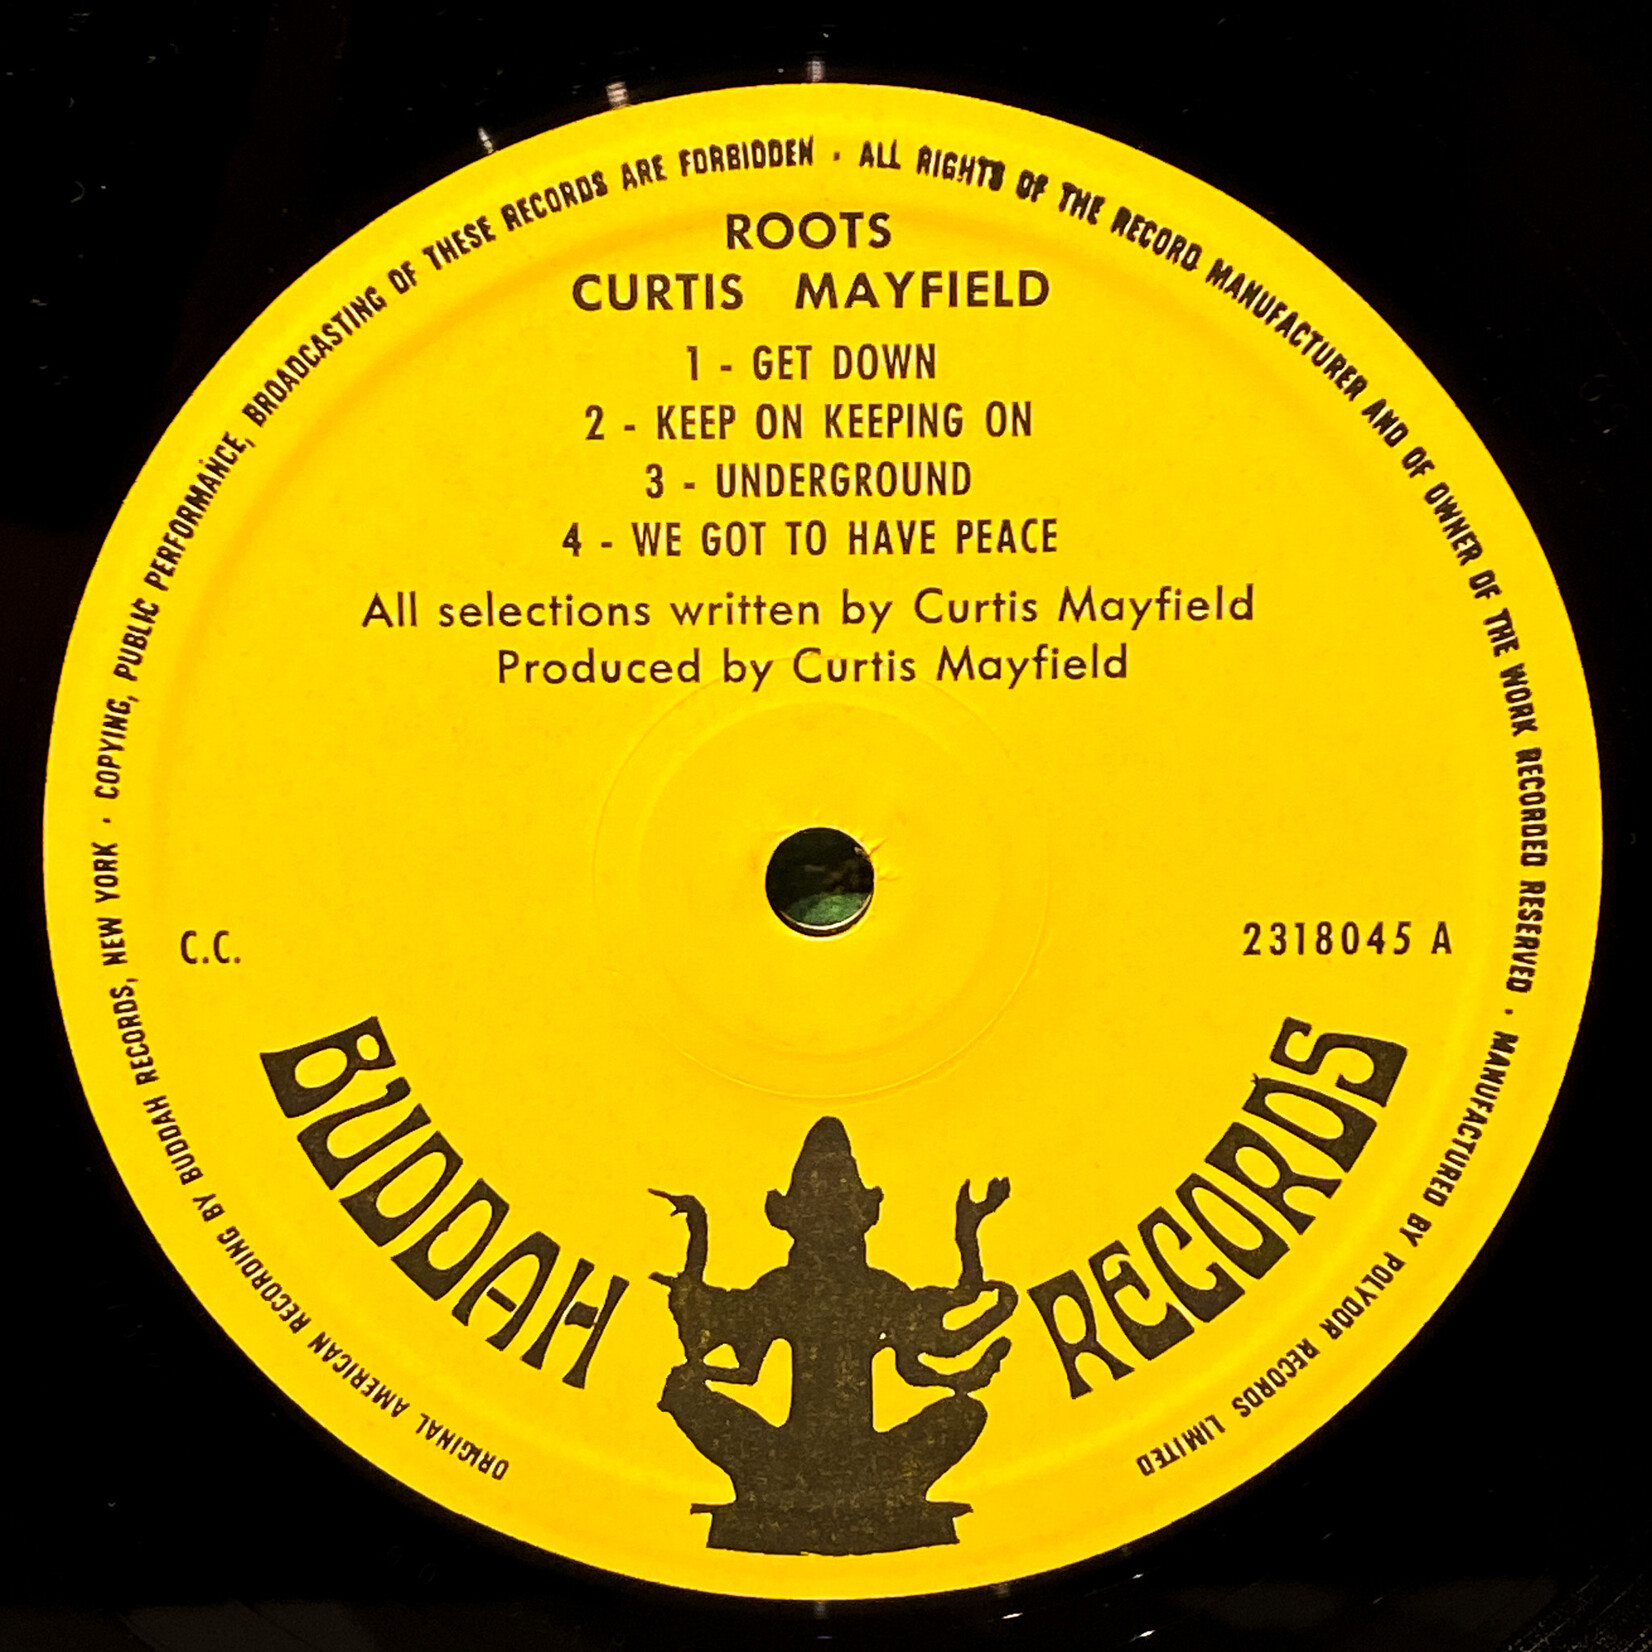 ROOTS
CURTIS MAYFIELD
1 - GET DOWN
2 - KEEP ON KEEPING ON
3 - UNDERGROUND
4 - WE GOT TO HAVE PEACE
All selections written by Curtis Mayfield
Produced by Curtis Mayfield
C.C.
2318045 A
BUDDAH RECORDS
ORIGINAL AMERICAN RECORDING BY BUDDAH RECORDS, NEW YORK · COPYING, PUBLIC PERFORMANCE, BROADCASTING OF THESE RECORDS ARE FORBIDDEN · ALL RIGHTS OF THE RECORD MANUFACTURER AND OF OWNER OF THE WORK RECORDED RESERVED · MANUFACTURED BY POLYDOR RECORDS LIMITED